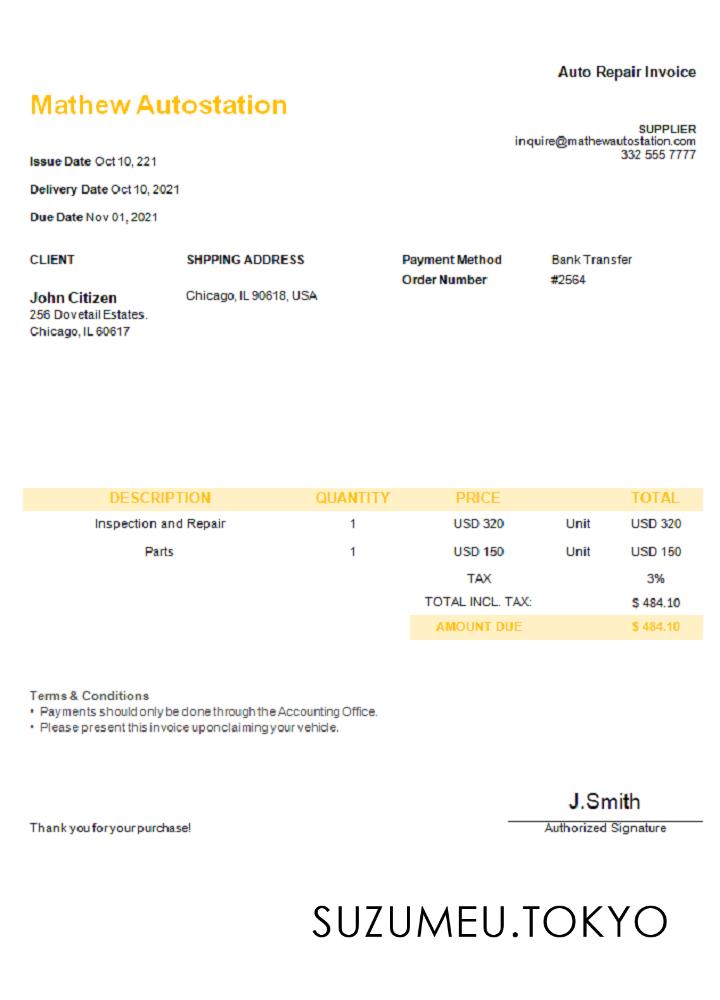 Auto Repair Invoice
Mathew Autostation
SUPPLIER
inquire@mathewautostation.com
332 555 7777
Issue Date Oct 10, 221
Delivery Date Oct 10, 2021
Due Date Nov 01, 2021
CLIENT SHPPING ADDRESS Payment Method Bank Transfer
Order Number #2564
John Citizen Chicago, IL 90618, USA
256 Dovetail Estates.
Chicago, IL 60617
DESCRIPTION QUANTITY PRICE TOTAL
Inspection and Repair 1 USD 320 Unit USD 320
Parts 1 USD 150 Unit USD 150
TAX 3%
TOTAL INCL. TAX: $ 484.10
AMOUNT DUE $ 484.10
Terms & Conditions
• Payments should only be done through the Accounting Office.
• Please present this invoice upon claiming your vehicle.
J.Smith
Thank you for your purchase! Authorized Signature
SUZUMEU.TOKYO